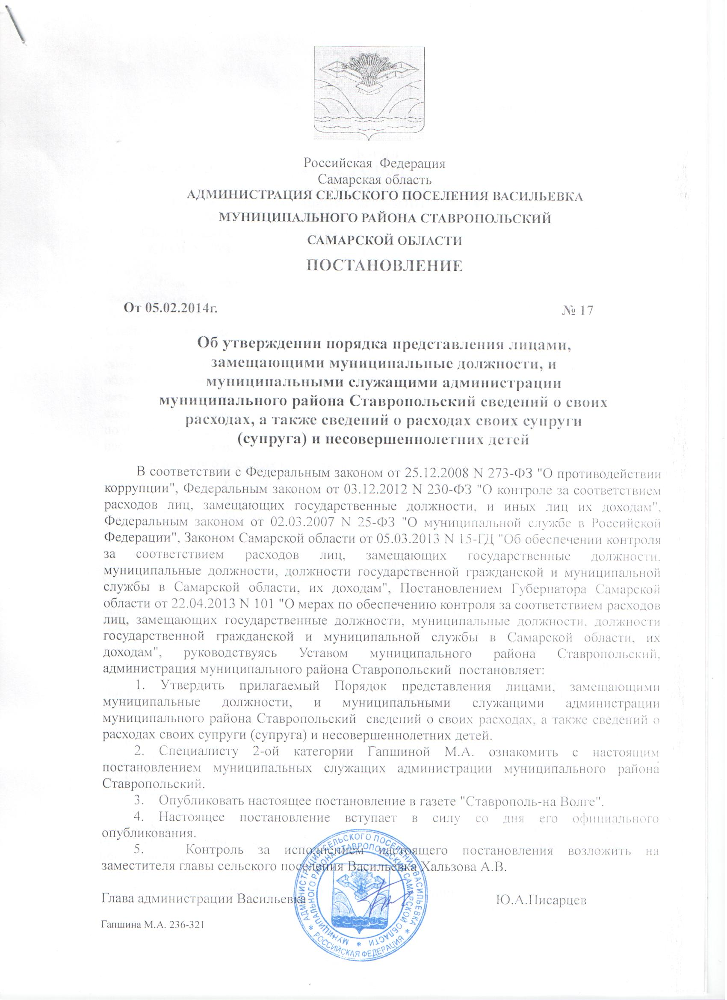 Российская Федерация
Самарская область
АДМИНИСТРАЦИЯ СЕЛЬСКОГО ПОСЕЛЕНИЯ ВАСИЛЬЕВКА
МУНИЦИПАЛЬНОГО РАЙОНА СТАВРОПОЛЬСКИЙ
САМАРСКОЙ ОБЛАСТИ
ПОСТАНОВЛЕНИЕ
От 05.02.2014г. № 17
Об утверждении порядка представления лицами,
замещающими муниципальные должности, и
муниципальными служащими администрации
муниципального района Ставропольский сведений о своих
расходах, а также сведений о расходах своих супруги
(супруга) и несовершеннолетних детей
В соответствии с Федеральным законом от 25.12.2008 N 273-ФЗ "О противодействии
коррупции", Федеральным законом от 03.12.2012 N 230-ФЗ "О контроле за соответствием
расходов лиц, замещающих государственные должности, и иных лиц их доходам",
Федеральным законом от 02.03.2007 N 25-ФЗ "О муниципальной службе в Российской
Федерации", Законом Самарской области от 05.03.2013 N 15-ГД "Об обеспечении контроля
за соответствием расходов лиц, замещающих государственные должности,
муниципальные должности, должности государственной гражданской и муниципальной
службы в Самарской области, их доходам", Постановлением Губернатора Самарской
области от 22.04.2013 N 101 "О мерах по обеспечению контроля за соответствием расходов
лиц, замещающих государственные должности, муниципальные должности, должности
государственной гражданской и муниципальной службы в Самарской области, их
доходам", руководствуясь Уставом муниципального района Ставропольский,
администрация муниципального района Ставропольский постановляет:
1. Утвердить прилагаемый Порядок представления лицами, замещающими
муниципальные должности, и муниципальными служащими администрации
муниципального района Ставропольский сведений о своих расходах, а также сведений о
расходах своих супруги (супруга) и несовершеннолетних детей.
2. Специалисту 2-ой категории Гапшиной М.А. ознакомить с настоящим
постановлением муниципальных служащих администрации муниципального района
Ставропольский.
3. Опубликовать настоящее постановление в газете "Ставрополь-на Волге".
4. Настоящее постановление вступает в силу со дня его официального
опубликования.
5. Контроль за исполнением настоящего постановления возложить на
заместителя главы сельского поселения Васильевка Хальзова А.В.
Глава администрации Васильевка Ю.А.Писарцев
Гапшина М.А. 236-321
АДМИНИСТРАЦИЯ СЕЛЬСКОГО ПОСЕЛЕНИЯ ВАСИЛЬЕВКА
* РОССИЙСКАЯ ФЕДЕРАЦИЯ *
МУНИЦИПАЛЬНОГО РАЙОНА СТАВРОПОЛЬСКИЙ САМАРСКОЙ ОБЛАСТИ *